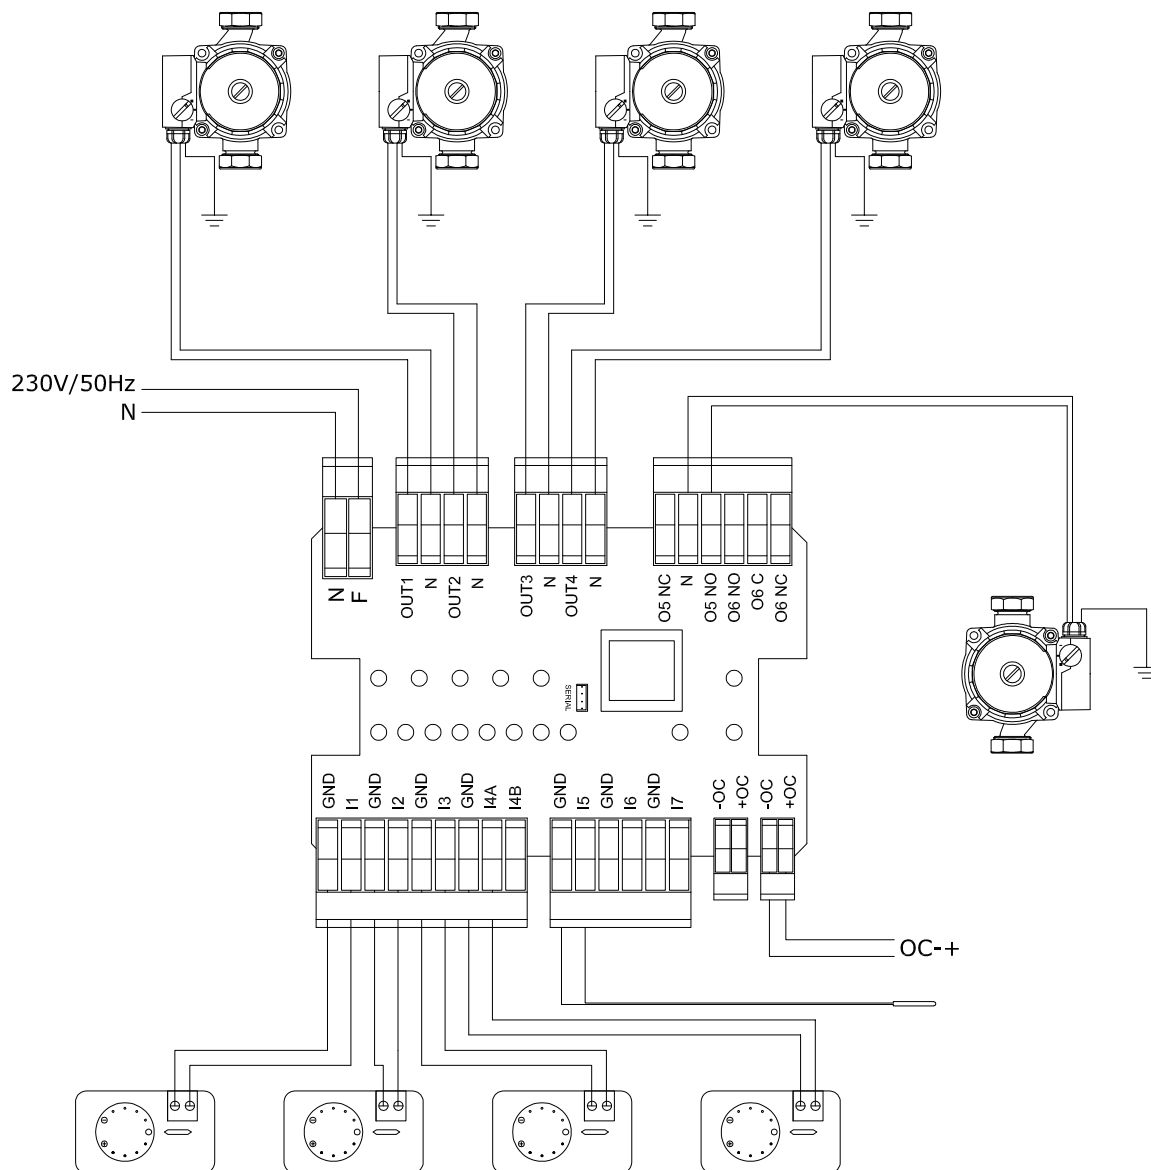 230V/50Hz
N
N
F
OUT1
N
OUT2
N
OUT3
N
OUT4
N
O5 NC
N
O5 NO
O6 NO
O6 C
O6 NC
SERIAL
GND
I1
GND
I2
GND
I3
GND
I4A
I4B
GND
I5
GND
I6
GND
I7
-OC
+OC
-OC
+OC
OC-+